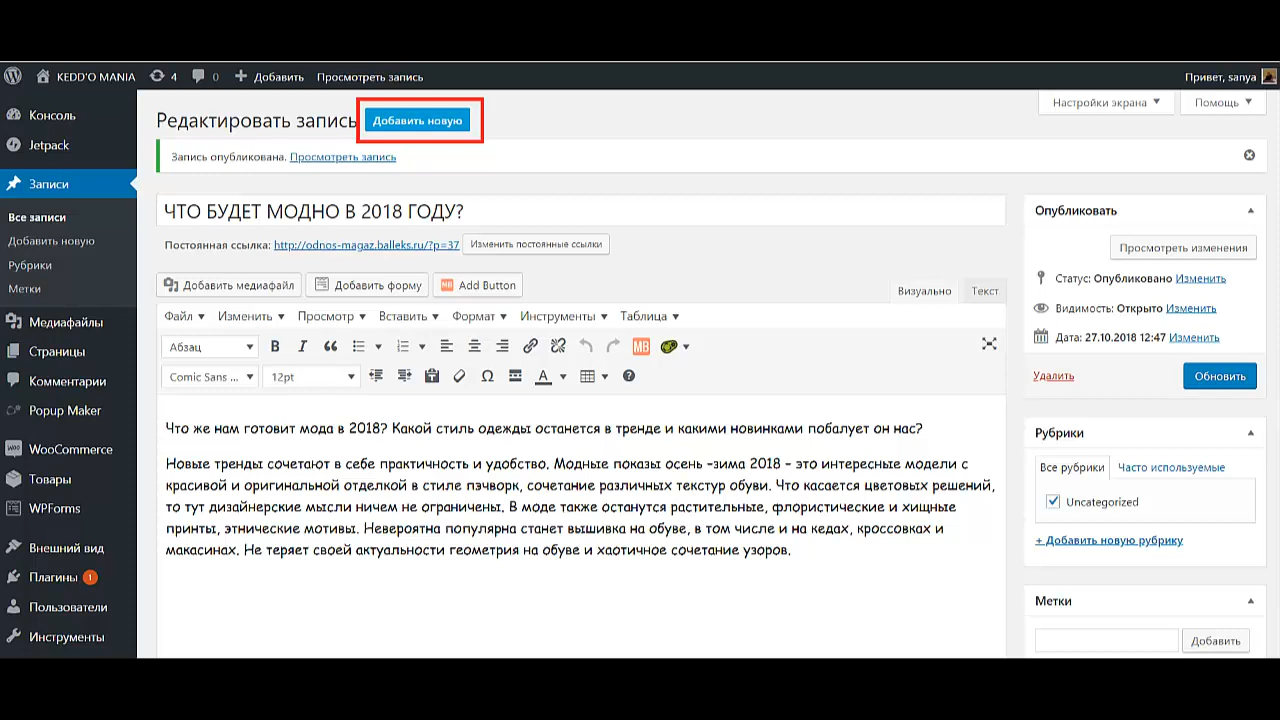 KEDD'O MANIA 4 0 Добавить Просмотреть запись Привет, sanya
Консоль
Jetpack
Записи
Все записи
Добавить новую
Рубрики
Метки
Медиафайлы
Страницы
Комментарии
Popup Maker
WooCommerce
Товары
WPForms
Внешний вид
Плагины 1
Пользователи
Инструменты
Настройки экрана Помощь
Редактировать запись Добавить новую
Запись опубликована. Просмотреть запись
ЧТО БУДЕТ МОДНО В 2018 ГОДУ?
Постоянная ссылка: http://odnos-magaz.balleks.ru/?p=37 Изменить постоянные ссылки
Добавить медиафайл Добавить форму MB Add Button Визуально Текст
Файл Изменить Просмотр Вставить Формат Инструменты Таблица
Абзац B I MB
Comic Sans ... 12pt A
Что же нам готовит мода в 2018? Какой стиль одежды останется в тренде и какими новинками побалует он нас?
Новые тренды сочетают в себе практичность и удобство. Модные показы осень –зима 2018 – это интересные модели с
красивой и оригинальной отделкой в стиле пэчворк, сочетание различных текстур обуви. Что касается цветовых решений,
то тут дизайнерские мысли ничем не ограничены. В моде также останутся растительные, флористические и хищные
принты, этнические мотивы. Невероятна популярна станет вышивка на обуве, в том числе и на кедах, кроссовках и
макасинах. Не теряет своей актуальности геометрия на обуве и хаотичное сочетание узоров.
Опубликовать
Просмотреть изменения
Статус: Опубликовано Изменить
Видимость: Открыто Изменить
Дата: 27.10.2018 12:47 Изменить
Удалить Обновить
Рубрики
Все рубрики Часто используемые
Uncategorized
+ Добавить новую рубрику
Метки
Добавить